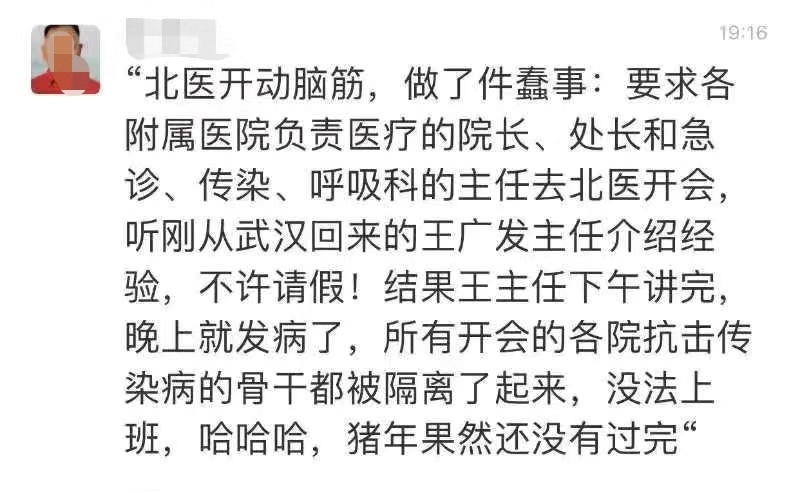 19:16
“北医开动脑筋，做了件蠢事：要求各
附属医院负责医疗的院长、处长和急
诊、传染、呼吸科的主任去北医开会，
听刚从武汉回来的王广发主任介绍经
验，不许请假！结果王主任下午讲完，
晚上就发病了，所有开会的各院抗击传
染病的骨干都被隔离了起来，没法上
班，哈哈哈，猪年果然还没有过完“